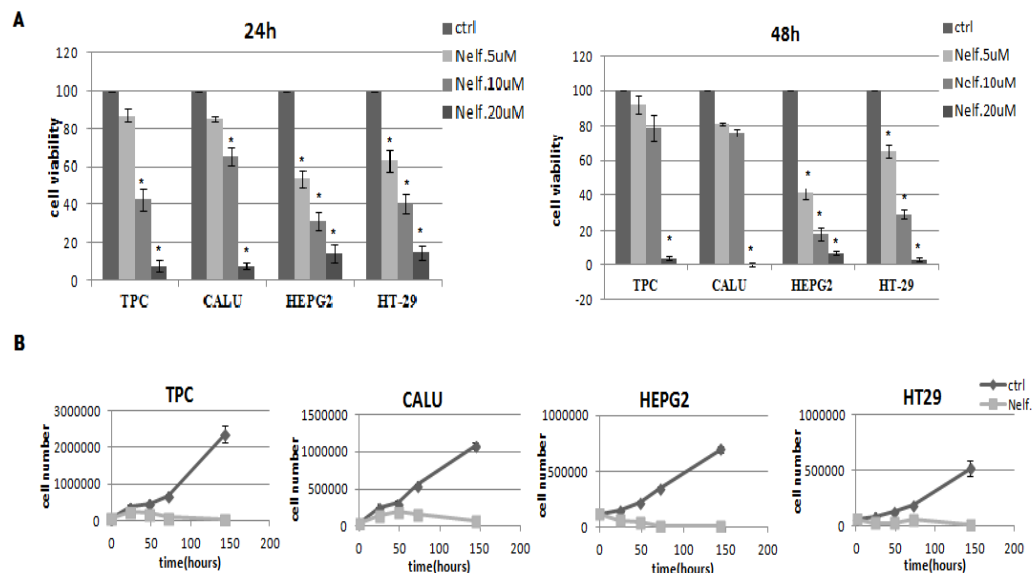 A
24h
ctrl
Nelf.5uM
Nelf.10uM
Nelf.20uM
cell viability
120
100
80
60
40
20
0
* * * * * * * * *
TPC CALU HEPG2 HT-29
48h
ctrl
Nelf.5uM
Nelf.10uM
Nelf.20uM
cell viability
120
100
80
60
40
20
0
-20
* * * * * * * *
TPC CALU HEPG2 HT-29
B
TPC
cell number
3000000
2000000
1000000
0
0 50 100 150 200
time(hours)
CALU
cell number
1500000
1000000
500000
0
0 50 100 150 200
time(hours)
HEPG2
cell number
1000000
500000
0
0 50 100 150 200
time(hours)
HT29
ctrl
Nelf.
cell number
1000000
500000
0
0 50 100 150 200
time(hours)